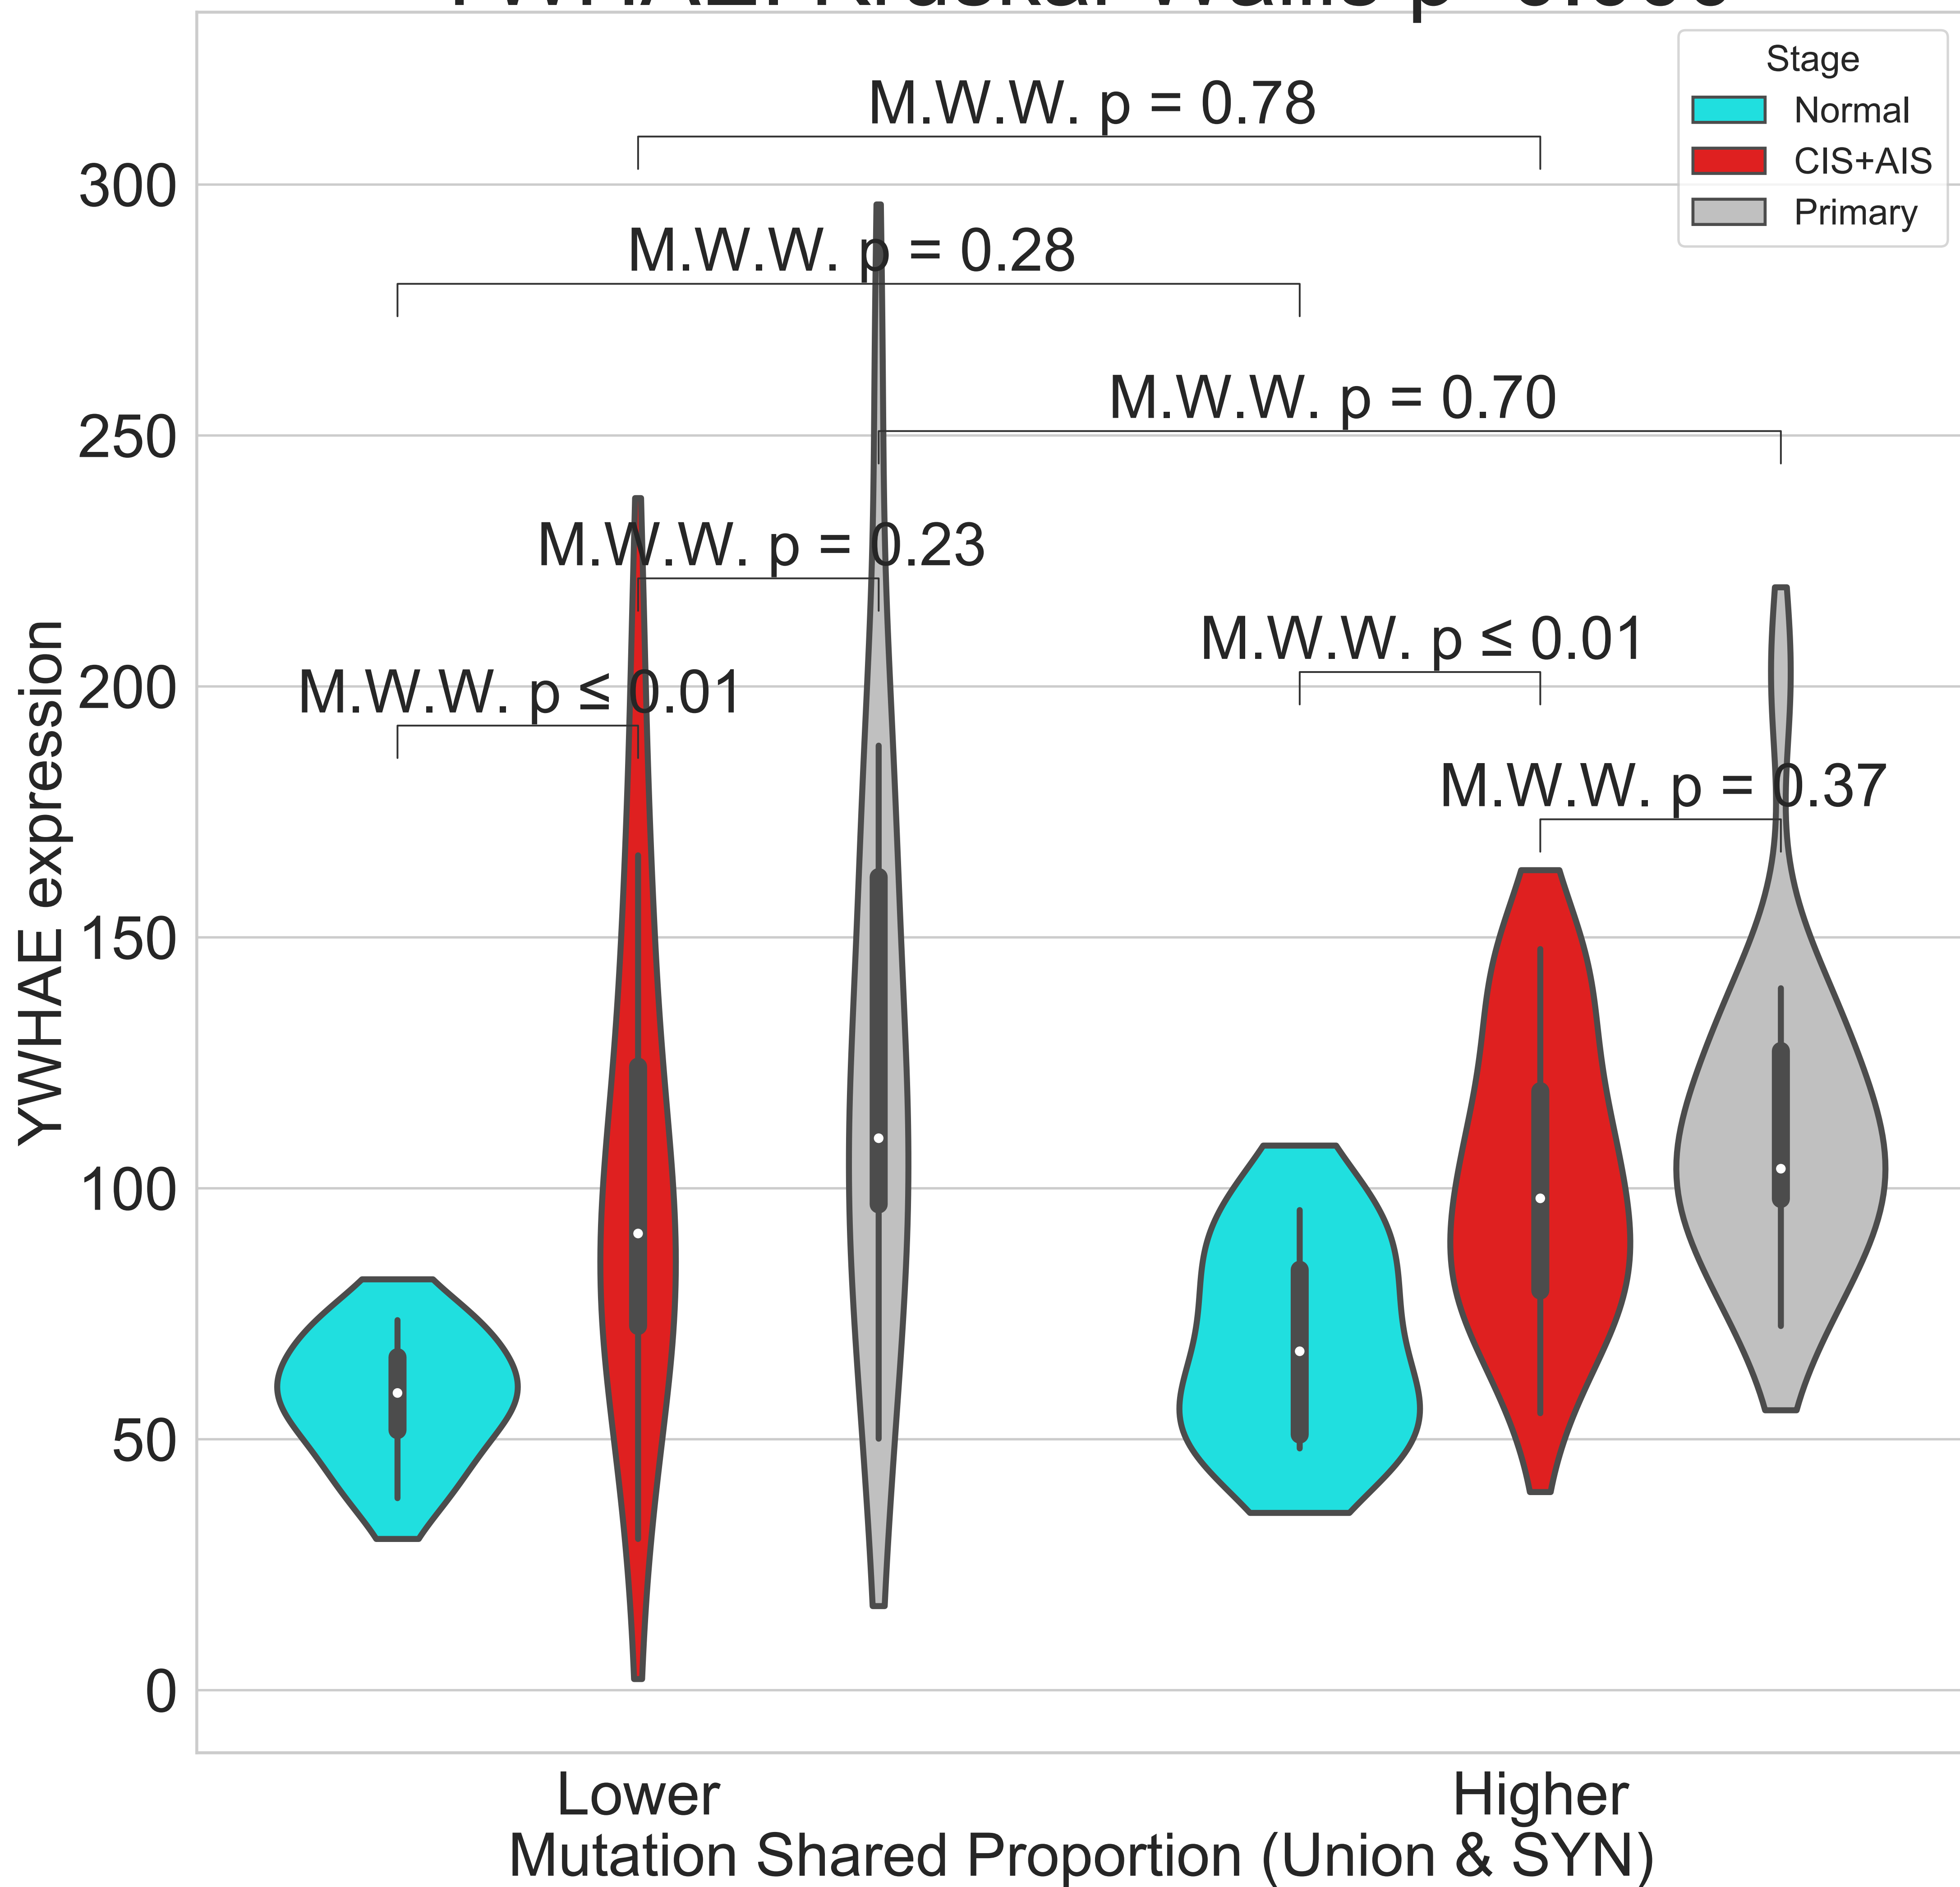 Stage
Normal
CIS+AIS
Primary
M.W.W. p = 0.78
M.W.W. p = 0.28
M.W.W. p = 0.70
M.W.W. p = 0.23
M.W.W. p ≤ 0.01
M.W.W. p ≤ 0.01
M.W.W. p = 0.37
300
250
200
150
100
50
0
YWHAE expression
Lower
Higher
Mutation Shared Proportion (Union & SYN)